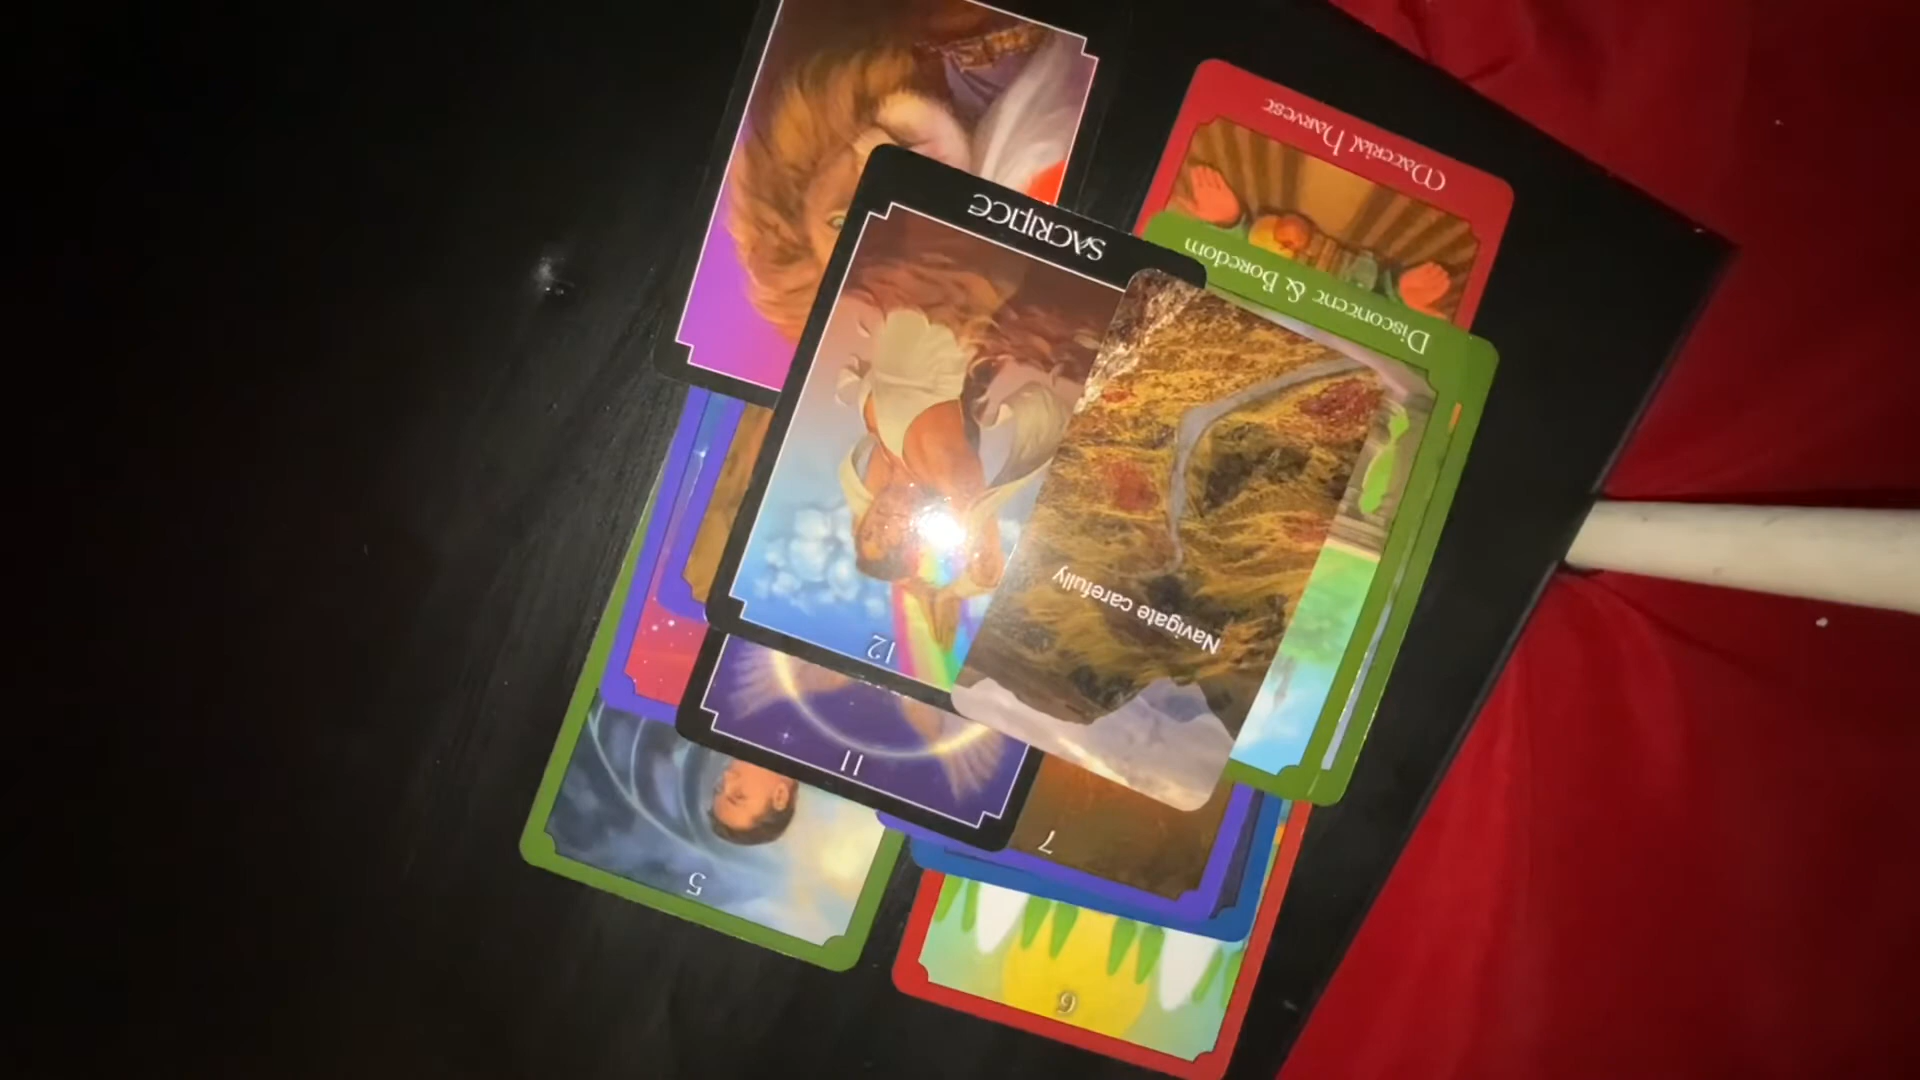 Material Harvest
SACRIFICE
Discontent & Boredom
Navigate carefully
12
11
7
5
6